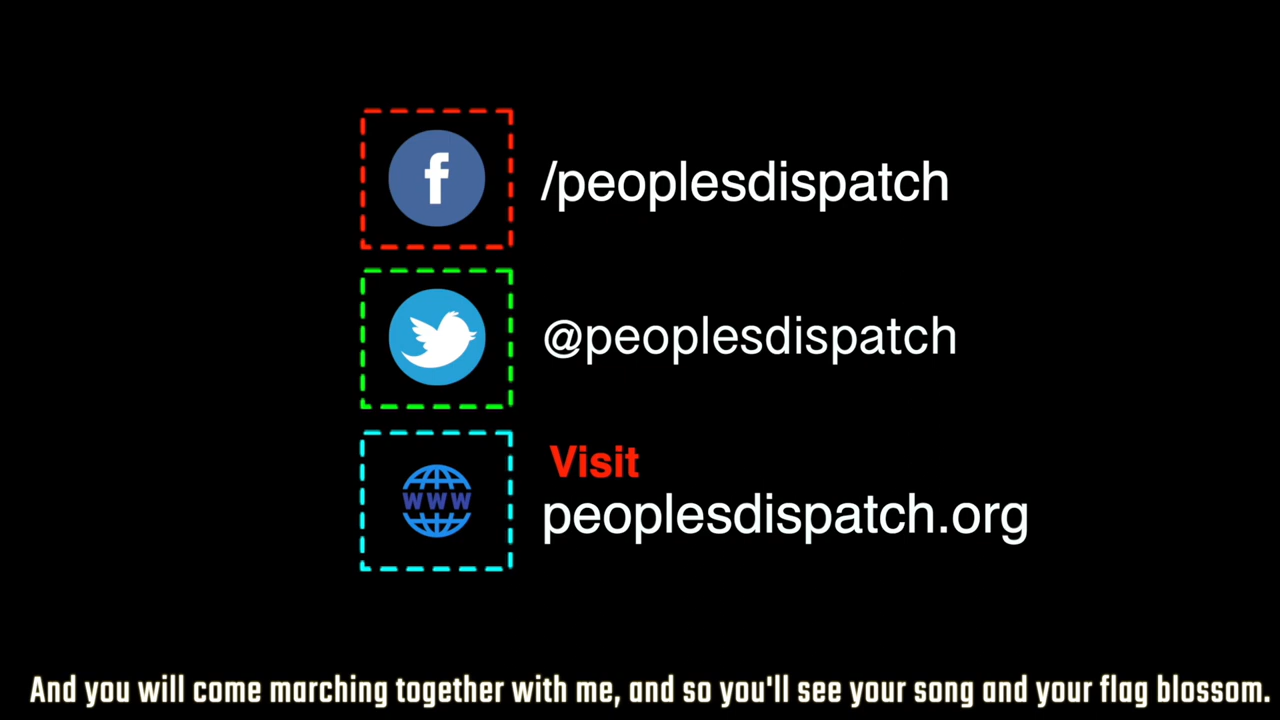 f
/peoplesdispatch
@peoplesdispatch
Visit
www
peoplesdispatch.org
And you will come marching together with me, and so you'll see your song and your flag blossom.